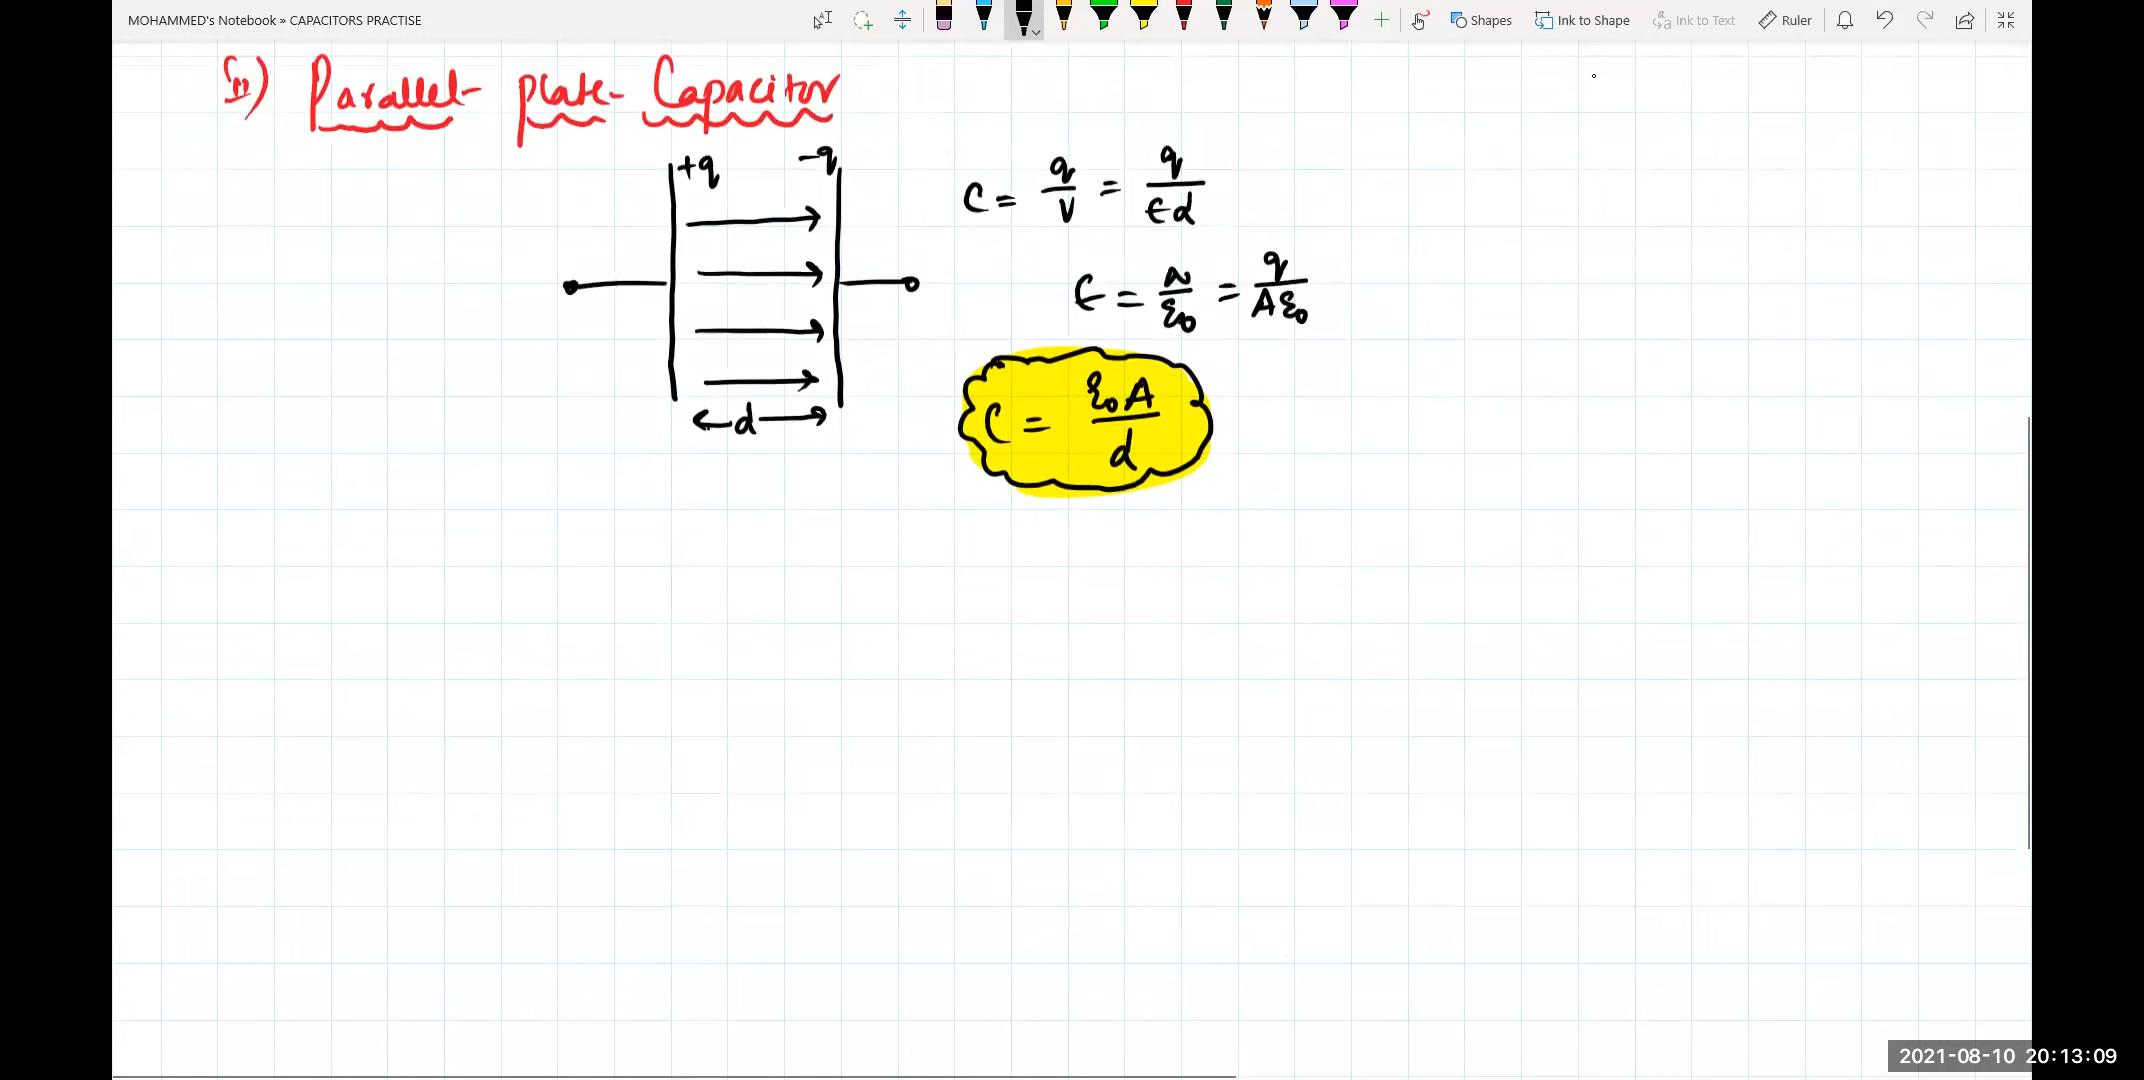 MOHAMMED's Notebook » CAPACITORS PRACTISE
Shapes
Ink to Shape
Ink to Text
Ruler
Parallel- plate- Capacitor
+q -q
C = q/V = q/Ed
E = /ε0 = q/Aε0
d
C = ε0A/d
2021-08-10 20:13:09